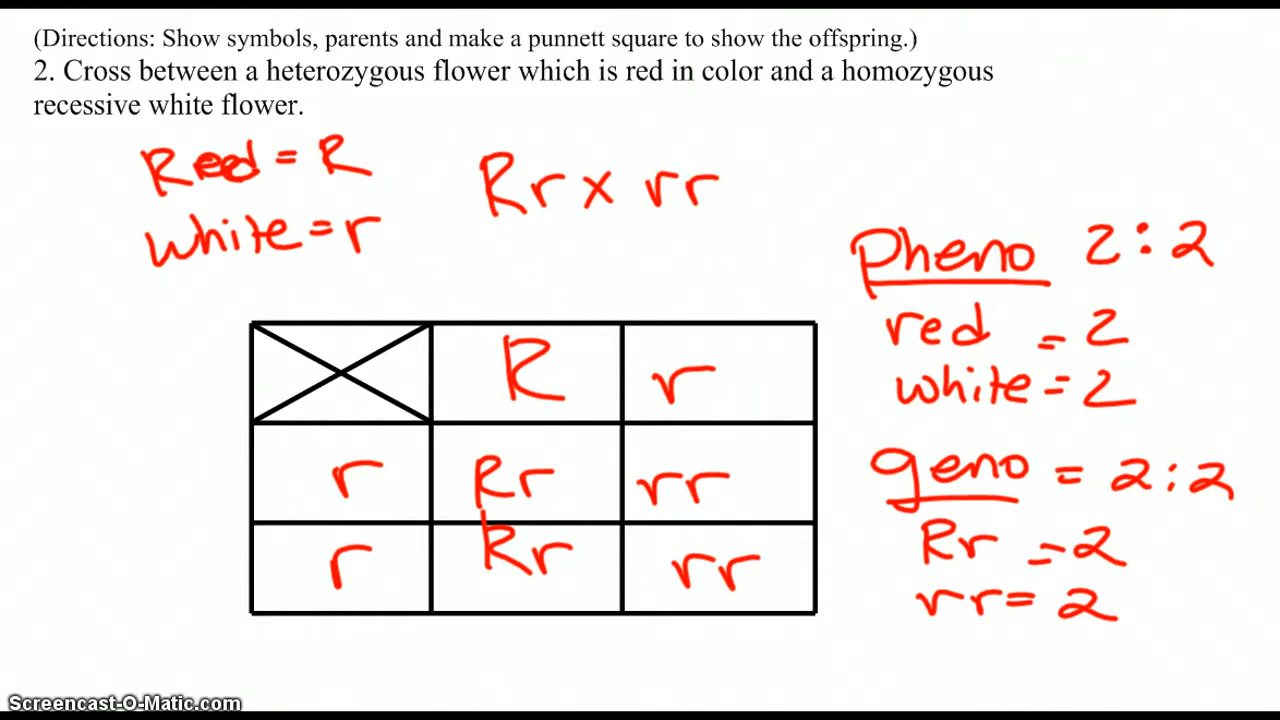 (Directions: Show symbols, parents and make a punnett square to show the offspring.)
2. Cross between a heterozygous flower which is red in color and a homozygous
recessive white flower.
Red = R
white = r
Rr x rr
Pheno 2:2
red = 2
white = 2
R r
r Rr rr
r Rr rr
geno = 2:2
Rr = 2
rr = 2
Screencast-O-Matic.com